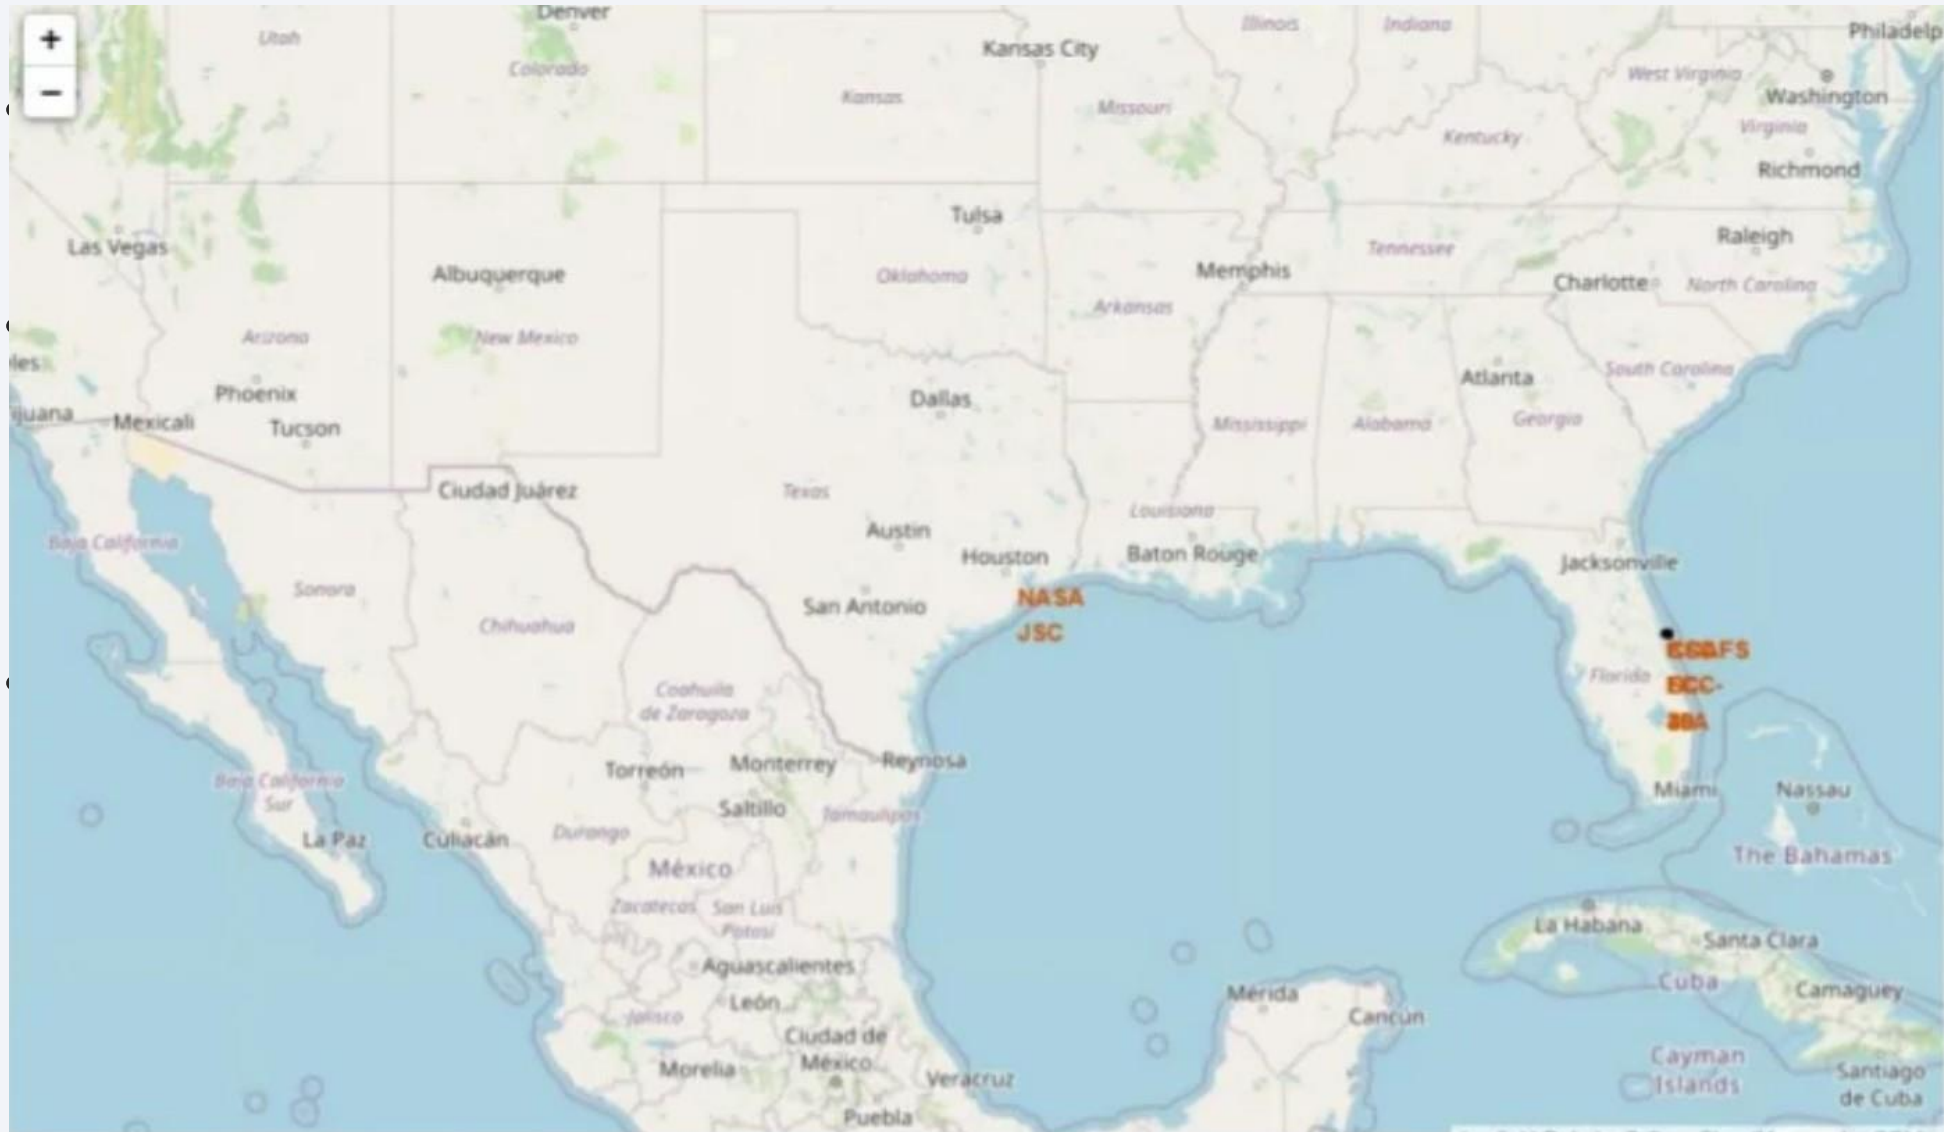 +
−
Denver
Utah
Colorado
Kansas City
Kansas
Missouri
Illinois
Indiana
Philadelp
West Virginia
Washington
Virginia
Kentucky
Richmond
Las Vegas
Tulsa
Albuquerque
Oklahoma
Memphis
Tennessee
Raleigh
Charlotte
North Carolina
Arkansas
Arizona
New Mexico
les
Phoenix
Dallas
Atlanta
South Carolina
ijuana
Mexicali
Tucson
Mississippi
Alabama
Georgia
Ciudad Juárez
Texas
Louisiana
Austin
Houston
Baton Rouge
Jacksonville
Baja California
Sonora
San Antonio
NASA
JSC
Chihuahua
Florida
Coahuila
de Zaragoza
Torreón
Monterrey
Reynosa
Saltillo
Tamaulipas
Miami
Nassau
Baja California
Sur
La Paz
Culiacán
Durango
México
The Bahamas
Zacatecas
San Luis
Potosí
La Habana
Santa Clara
Aguascalientes
León
Cuba
Camaguey
Mérida
Cancún
Jalisco
Ciudad de
México
Morelia
Veracruz
Puebla
Cayman
Islands
Santiago
de Cuba